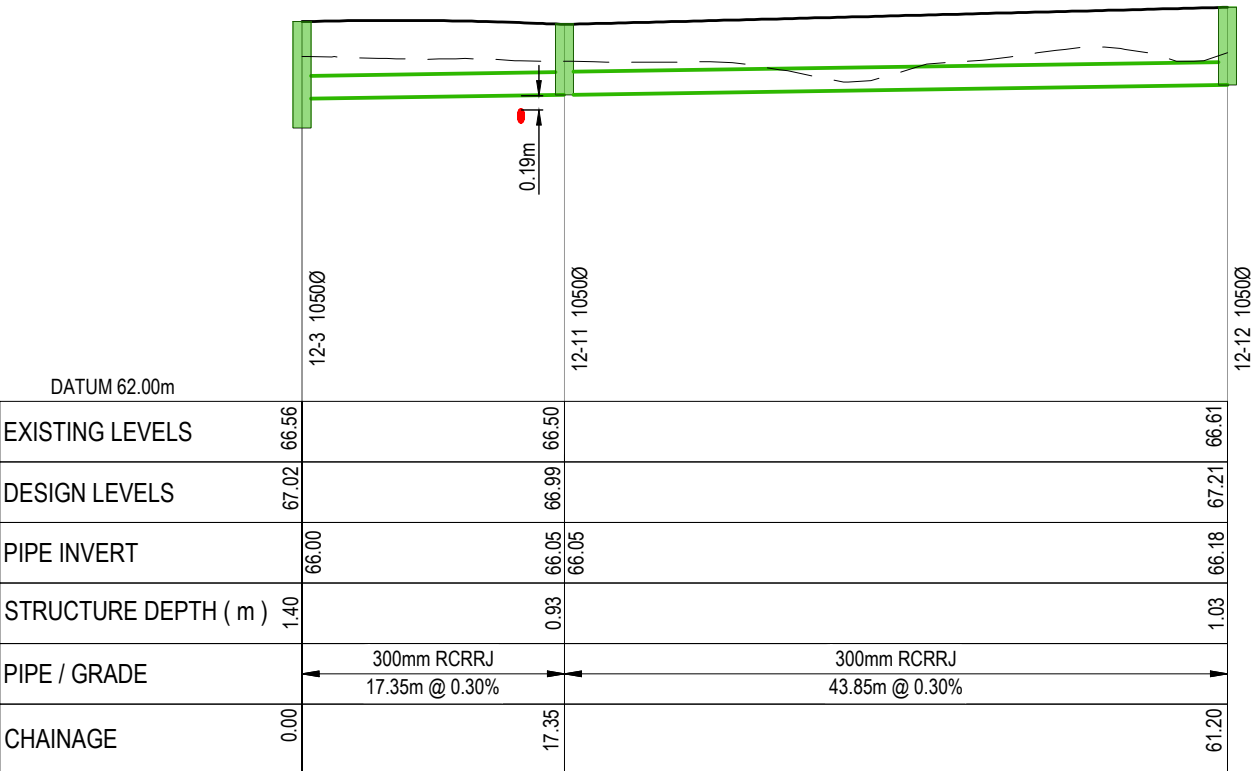 0.19m
12-3 1050Ø
12-11 1050Ø
12-12 1050Ø
DATUM 62.00m
EXISTING LEVELS 66.56 66.50 66.61
DESIGN LEVELS 67.02 66.99 67.21
PIPE INVERT 66.00 66.05 66.05 66.18
STRUCTURE DEPTH ( m ) 1.40 0.93 1.03
PIPE / GRADE
300mm RCRRJ
17.35m @ 0.30%
300mm RCRRJ
43.85m @ 0.30%
CHAINAGE 0.00 17.35 61.20